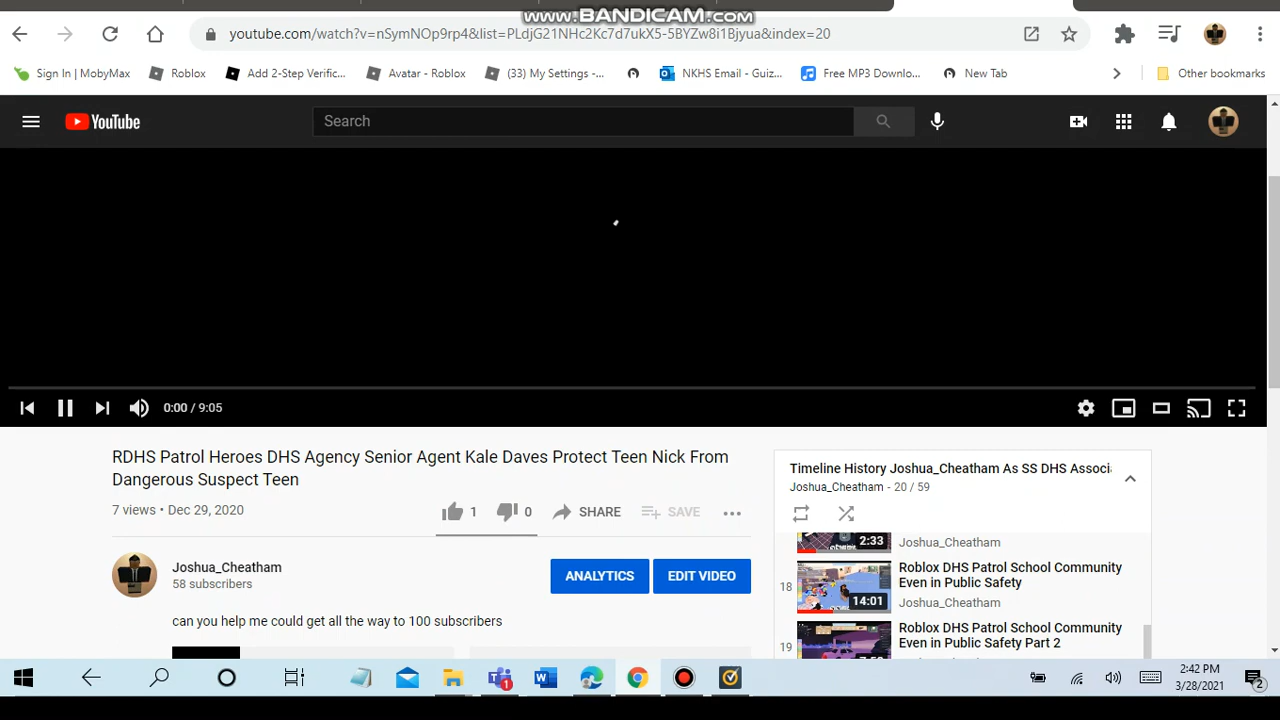 www.BANDICAM.com
youtube.com/watch?v=nSymNOp9rp4&list=PLdjG21NHc2Kc7d7ukX5-5BYZw8i1Bjyua&index=20
Sign In | MobyMax
Roblox
Add 2-Step Verific...
Avatar - Roblox
(33) My Settings -...
NKHS Email - Guiz...
Free MP3 Downlo...
New Tab
Other bookmarks
YouTube
Search
0:00 / 9:05
RDHS Patrol Heroes DHS Agency Senior Agent Kale Daves Protect Teen Nick From
Dangerous Suspect Teen
7 views • Dec 29, 2020
1
0
SHARE
SAVE
Joshua_Cheatham
58 subscribers
ANALYTICS
EDIT VIDEO
can you help me could get all the way to 100 subscribers
Timeline History Joshua_Cheatham As SS DHS Associ
Joshua_Cheatham - 20 / 59
2:33
Joshua_Cheatham
18
14:01
Roblox DHS Patrol School Community
Even in Public Safety
Joshua_Cheatham
19
Roblox DHS Patrol School Community
Even in Public Safety Part 2
Joshua_Cheatham
1
2:42 PM
3/28/2021
2